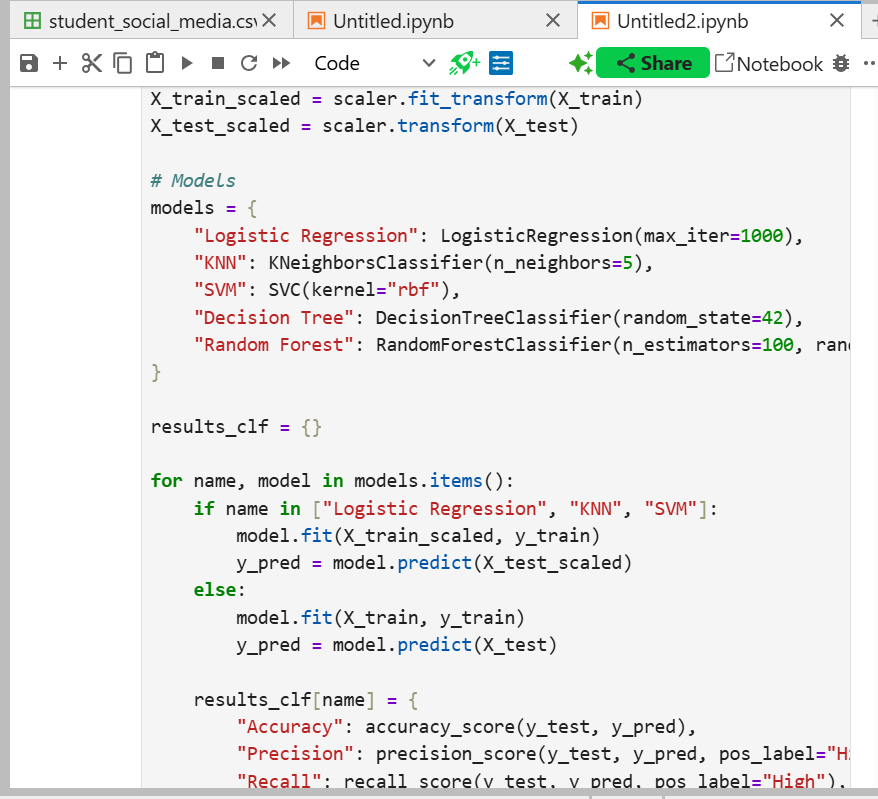 student_social_media.csv
Untitled.ipynb
Untitled2.ipynb
Code
Share
Notebook
X_train_scaled = scaler.fit_transform(X_train)
X_test_scaled = scaler.transform(X_test)
# Models
models = {
    "Logistic Regression": LogisticRegression(max_iter=1000),
    "KNN": KNeighborsClassifier(n_neighbors=5),
    "SVM": SVC(kernel="rbf"),
    "Decision Tree": DecisionTreeClassifier(random_state=42),
    "Random Forest": RandomForestClassifier(n_estimators=100,
}
results_clf = {}
for name, model in models.items():
    if name in ["Logistic Regression", "KNN", "SVM"]:
        model.fit(X_train_scaled, y_train)
        y_pred = model.predict(X_test_scaled)
    else:
        model.fit(X_train, y_train)
        y_pred = model.predict(X_test)
    results_clf[name] = {
        "Accuracy": accuracy_score(y_test, y_pred),
        "Precision": precision_score(y_test, y_pred, pos_label="H
        "Recall": recall_score(y_test, y_pred, pos_label="High"),